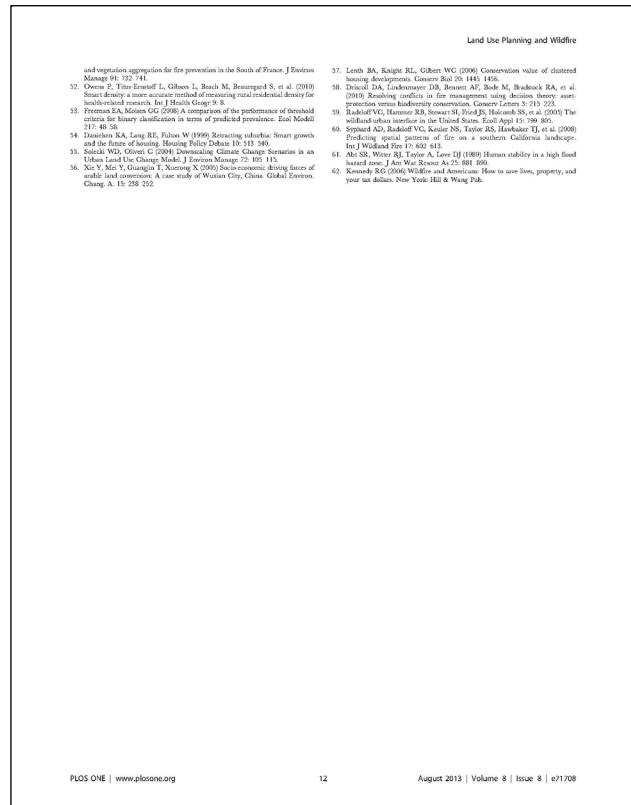 Land Use Planning and Wildfire
and vegetation aggregation for fire prevention in the South of France. J Environ
Manage 91: 732 741.
52. Owens P, Titus-Ernstoff L, Gibson L, Beach M, Beauregard S, et al. (2010)
Smart density: a more accurate method of measuring rural residential density for
health-related research. Int J Health Geogr 9: 8.
53. Freeman EA, Moisen GG (2008) A comparison of the performance of threshold
criteria for binary classification in terms of predicted prevalence. Ecol Modell
217: 48 58.
54. Danielsen KA, Lang RE, Fulton W (1999) Retracting suburbia: Smart growth
and the future of housing. Housing Policy Debate 10: 513 540.
55. Solecki WD, Oliveri C (2004) Downscaling Climate Change Scenarios in an
Urban Land Use Change Model. J Environ Manage 72: 105 115.
56. Xie Y, Mei Y, Guangjin T, Xuerong X (2005) Socio-economic driving forces of
arable land conversion: A case study of Wuxian City, China. Global Environ.
Chang. A. 15: 238 252.
57. Lenth BA, Knight RL, Gilbert WC (2006) Conservation value of clustered
housing developments. Conserv Biol 20: 1445 1456.
58. Driscoll DA, Lindenmayer DB, Bennett AF, Bode M, Bradstock RA, et al.
(2010) Resolving conflicts in fire management using decision theory: asset-
protection versus biodiversity conservation. Conserv Letters 3: 215 223.
59. Radeloff VC, Hammer RB, Stewart SI, Fried JS, Holcomb SS, et al. (2005) The
wildland-urban interface in the United States. Ecol Appl 15: 799 805.
60. Syphard AD, Radeloff VC, Keuler NS, Taylor RS, Hawbaker TJ, et al. (2008)
Predicting spatial patterns of fire on a southern California landscape.
Int J Wildland Fire 17: 602 613.
61. Abt SR, Witter RJ, Taylor A, Love DJ (1989) Human stability in a high flood
hazard zone. J Am Wat Resour As 25: 881 890.
62. Kennedy RG (2006) Wildfire and Americans: How to save lives, property, and
your tax dollars. New York: Hill & Wang Pub.
PLOS ONE | www.plosone.org
12
August 2013 | Volume 8 | Issue 8 | e71708